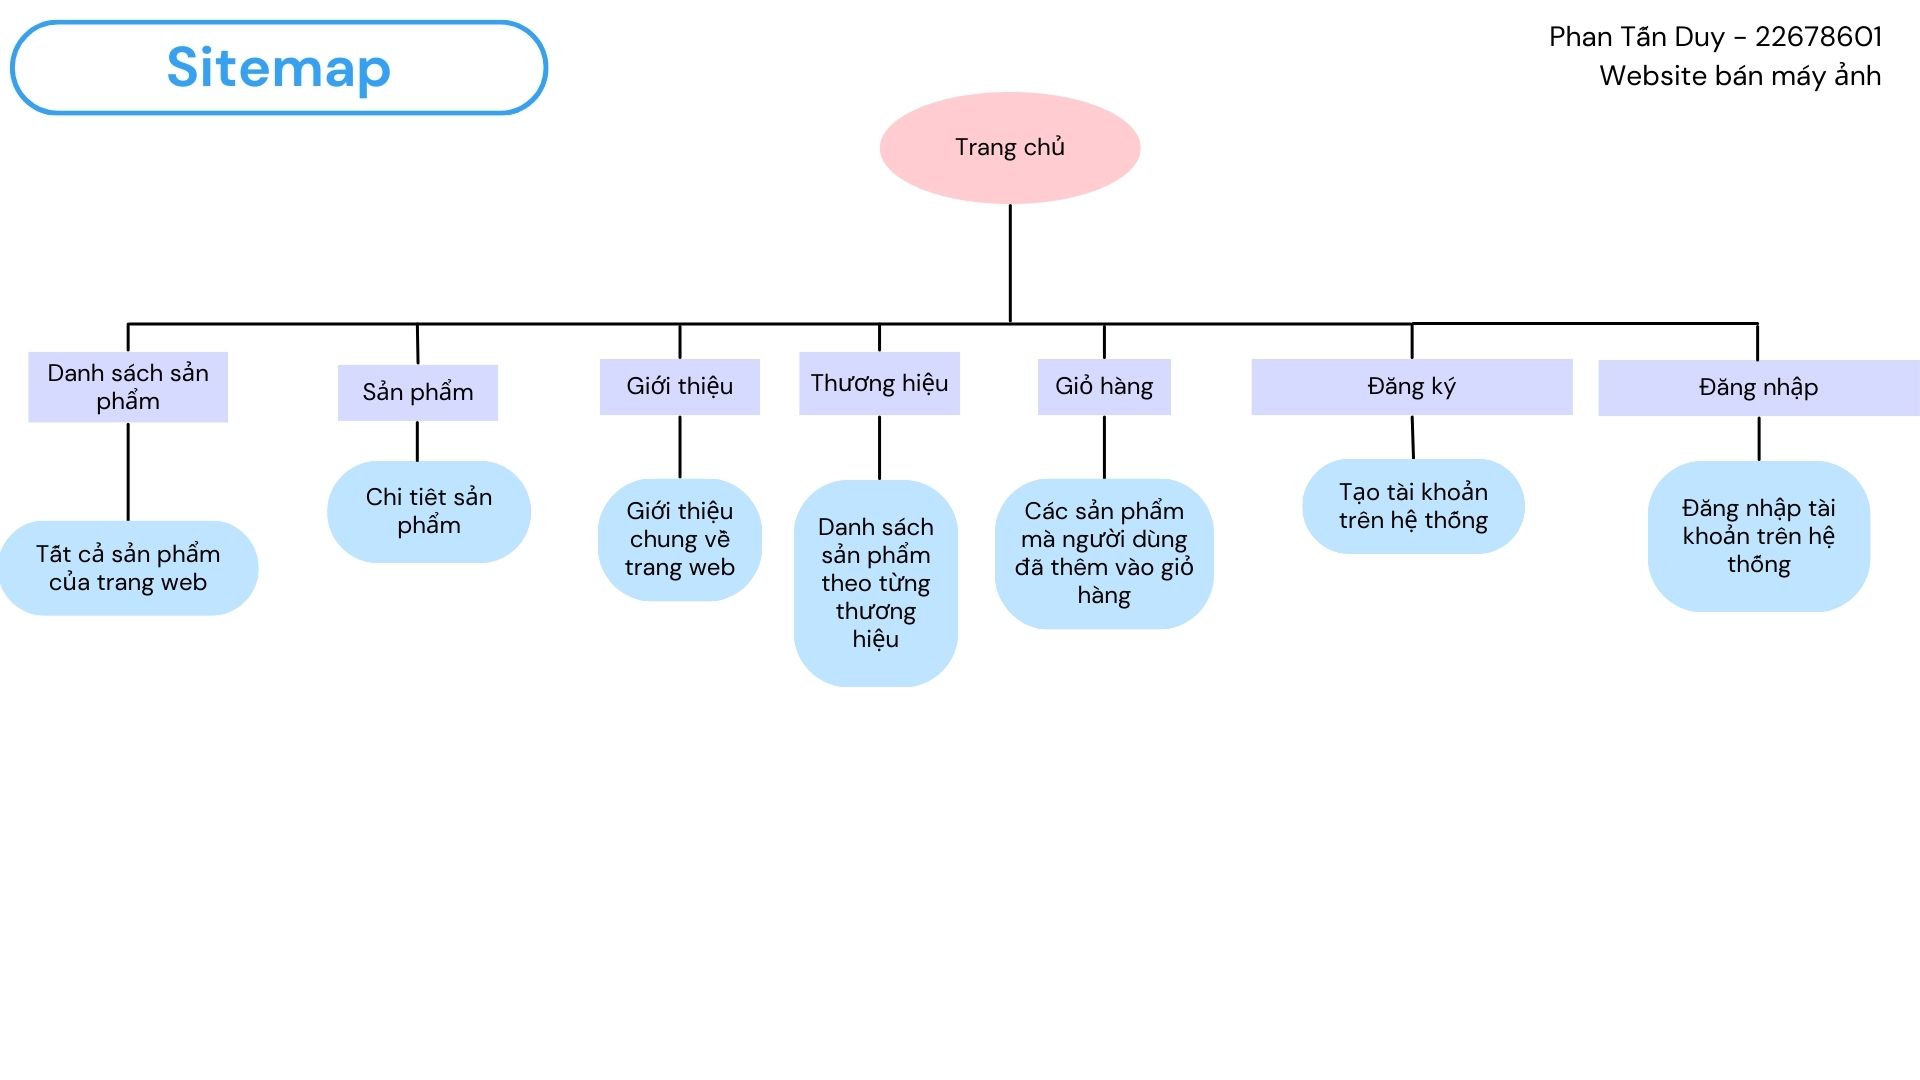 Sitemap
Phan Tấn Duy - 22678601
Website bán máy ảnh
Trang chủ
Danh sách sản
phẩm
Sản phẩm
Giới thiệu
Thương hiệu
Giỏ hàng
Đăng ký
Đăng nhập
Tất cả sản phẩm
của trang web
Chi tiêt sản
phẩm
Giới thiệu
chung về
trang web
Danh sách
sản phẩm
theo từng
thương
hiệu
Các sản phẩm
mà người dùng
đã thêm vào giỏ
hàng
Tạo tài khoản
trên hệ thống
Đăng nhập tài
khoản trên hệ
thống